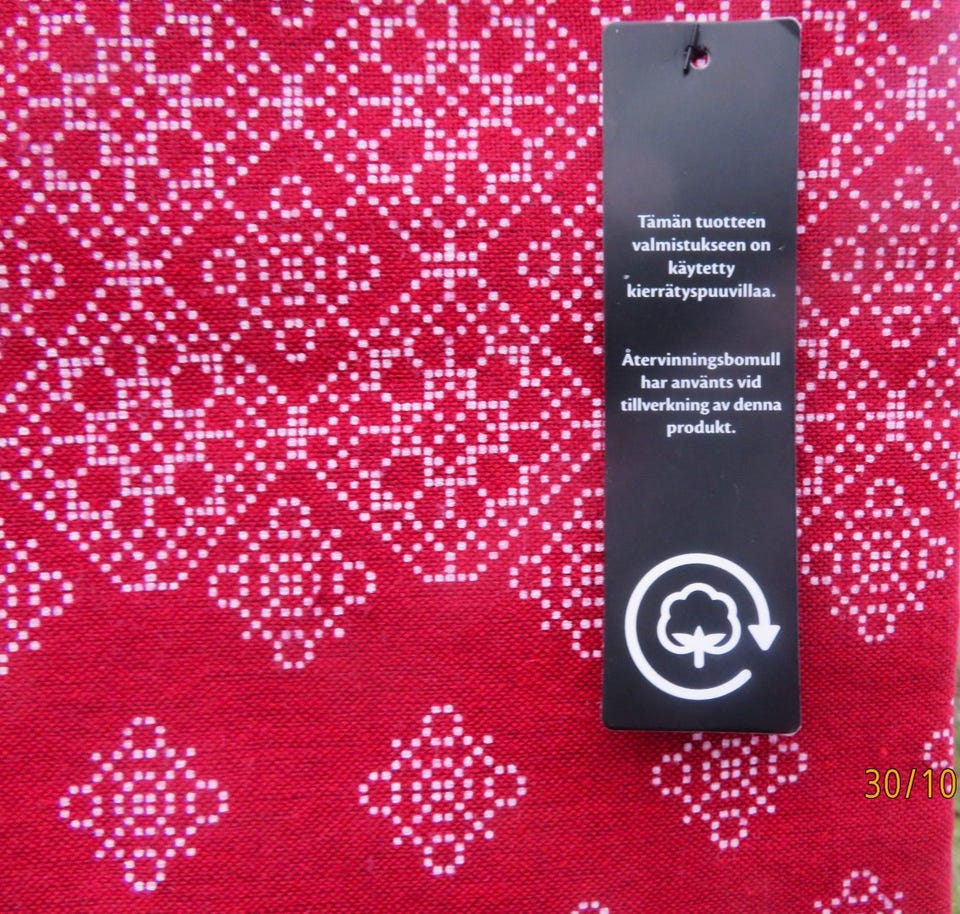 Tämän tuotteen
valmistukseen on
käytetty
kierrätyspuuvillaa.
Återvinningsbomull
har använts vid
tillverkning av denna
produkt.
30/10